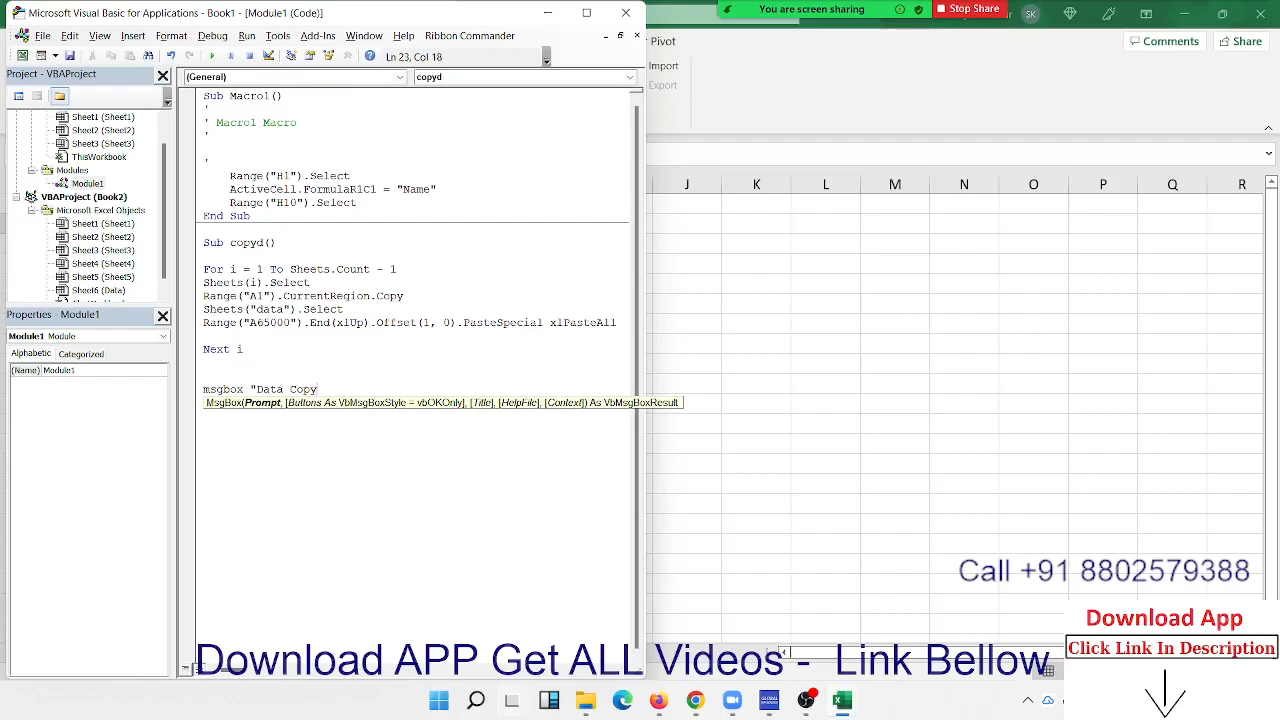 Microsoft Visual Basic for Applications - Book1 - [Module1 (Code)]
You are screen sharing
Stop Share
SK
File Edit View Insert Format Debug Run Tools Add-Ins Window Help Ribbon Commander
Pivot
Comments
Share
Ln 23, Col 18
Import
Export
Project - VBAProject
(General)
copyd
Sheet1 (Sheet1)
Sheet2 (Sheet2)
Sheet3 (Sheet3)
ThisWorkbook
Modules
Module1
VBAProject (Book2)
Microsoft Excel Objects
Sheet1 (Sheet1)
Sheet2 (Sheet2)
Sheet3 (Sheet3)
Sheet4 (Sheet4)
Sheet5 (Sheet5)
Sheet6 (Data)
Properties - Module1
Module1 Module
Alphabetic Categorized
(Name) Module1
Sub Macro1()
'
' Macro1 Macro
'
'
Range("H1").Select
ActiveCell.FormulaR1C1 = "Name"
Range("H10").Select
End Sub
Sub copyd()
For i = 1 To Sheets.Count - 1
Sheets(i).Select
Range("A1").CurrentRegion.Copy
Sheets("data").Select
Range("A65000").End(xlUp).Offset(1, 0).PasteSpecial xlPasteAll
Next i
msgbox "Data Copy
MsgBox(Prompt, [Buttons As VbMsgBoxStyle = vbOKOnly], [Title], [HelpFile], [Context]) As VbMsgBoxResult
J K L M N O P Q R
Call +91 8802579388
Download App
Click Link In Description
Download APP Get ALL Videos - Link Bellow